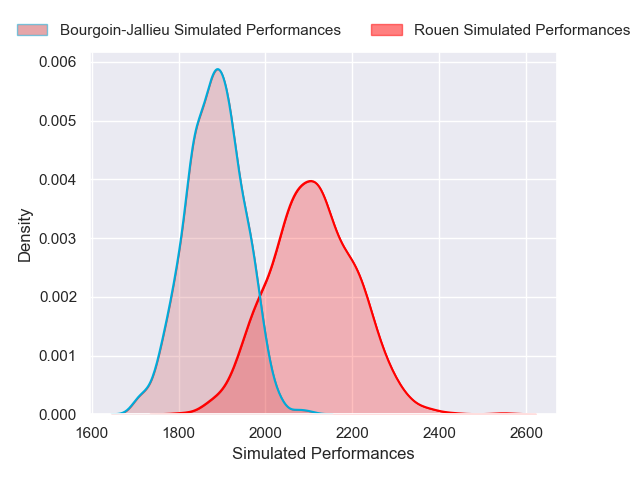 Bourgoin-Jallieu Simulated Performances Rouen Simulated Performances
0.006
0.005
0.004
0.003
0.002
0.001
0.000
Density
1600 1800 2000 2200 2400 2600
Simulated Performances